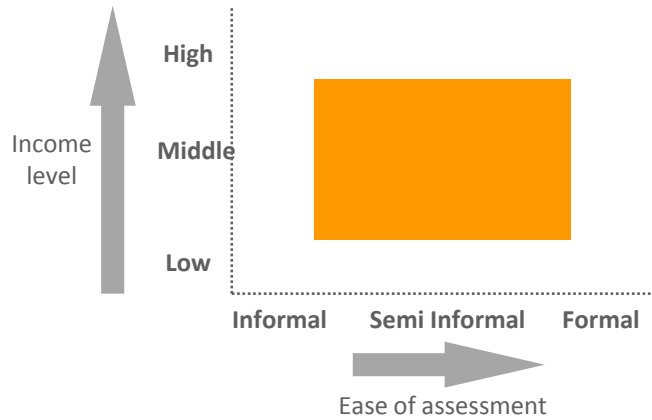 High
Income
level
Middle
Low
Informal Semi Informal Formal
Ease of assessment